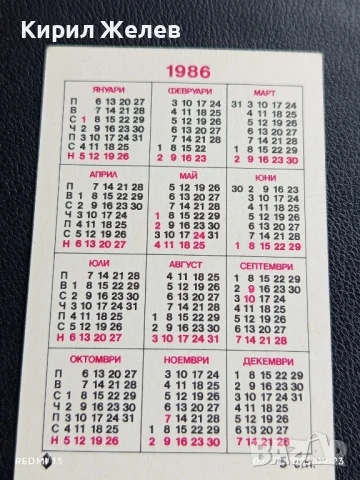 Кирил Желев
1986
ЯНУАРИ ФЕВРУАРИ МАРТ
П 6 13 20 27 3 10 17 24 31 3 10 17 24
В 7 14 21 28 4 11 18 25 4 11 18 25
С 1 8 15 22 29 5 12 19 26 5 12 19 26
Ч 2 9 16 23 30 6 13 20 27 6 13 20 27
П 3 10 17 24 31 7 14 21 28 7 14 21 28
С 4 11 18 25 1 8 15 22 1 8 15 22 29
Н 5 12 19 26 2 9 16 23 2 9 16 23 30
АПРИЛ МАЙ ЮНИ
П 7 14 21 28 5 12 19 26 30 2 9 16 23
В 1 8 15 22 29 6 13 20 27 3 10 17 24
С 2 9 16 23 30 7 14 21 28 4 11 18 25
Ч 3 10 17 24 1 8 15 22 29 5 12 19 26
П 4 11 18 25 2 9 16 23 30 6 13 20 27
С 5 12 19 26 3 10 17 24 31 7 14 21 28
Н 6 13 20 27 4 11 18 25 1 8 15 22 29
ЮЛИ АВГУСТ СЕПТЕМВРИ
П 7 14 21 28 4 11 18 25 1 8 15 22 29
В 1 8 15 22 29 5 12 19 26 2 9 16 23 30
С 2 9 16 23 30 6 13 20 27 3 10 17 24
Ч 3 10 17 24 31 7 14 21 28 4 11 18 25
П 4 11 18 25 1 8 15 22 29 5 12 19 26
С 5 12 19 26 2 9 16 23 30 6 13 20 27
Н 6 13 20 27 3 10 17 24 31 7 14 21 28
ОКТОМВРИ НОЕМВРИ ДЕКЕМВРИ
П 6 13 20 27 3 10 17 24 1 8 15 22 29
В 7 14 21 28 4 11 18 25 2 9 16 23 30
С 1 8 15 22 29 5 12 19 26 3 10 17 24 31
Ч 2 9 16 23 30 6 13 20 27 4 11 18 25
П 3 10 17 24 31 7 14 21 28 5 12 19 26
С 4 11 18 25 1 8 15 22 29 6 13 20 27
Н 5 12 19 26 2 9 16 23 30 7 14 21 28
5 ст.